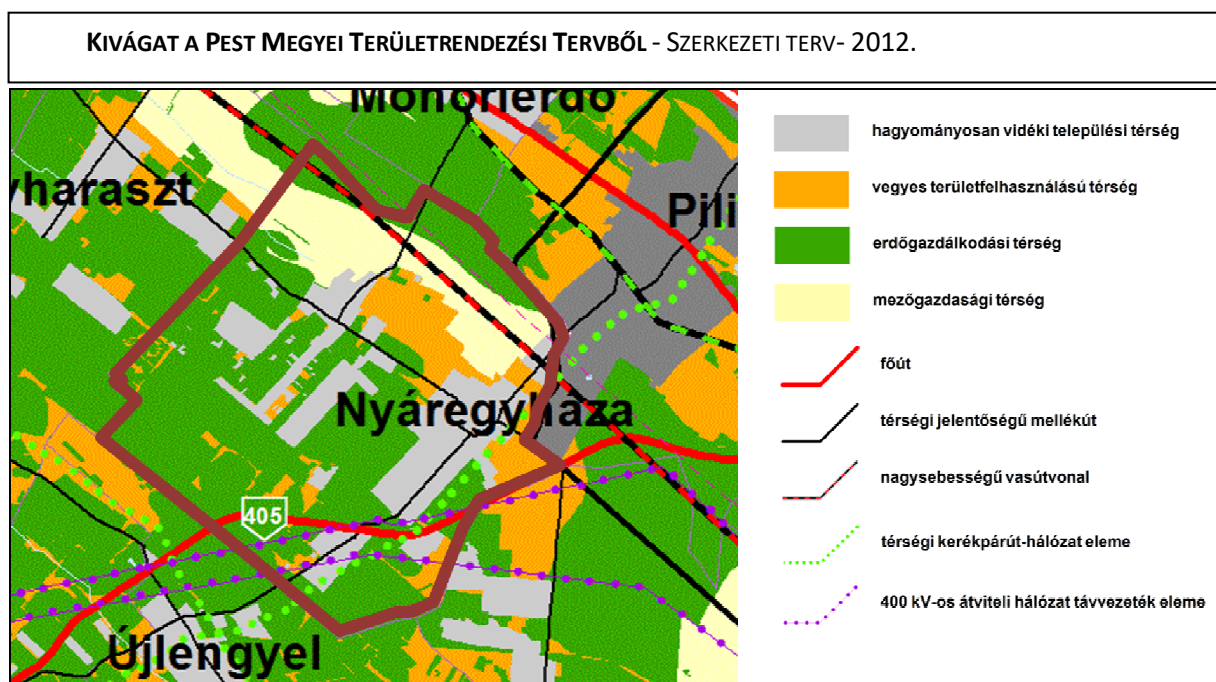 KIVÁGAT A PEST MEGYEI TERÜLETRENDEZÉSI TERVBŐL - SZERKEZETI TERV- 2012.
Monorierdő
yharaszt
Pili
Nyáregyháza
405
Újlengyel
hagyományosan vidéki települési térség
vegyes területfelhasználású térség
erdőgazdálkodási térség
mezőgazdasági térség
főút
térségi jelentőségű mellékút
nagysebességű vasútvonal
térségi kerékpárút-hálózat eleme
400 kV-os átviteli hálózat távvezeték eleme